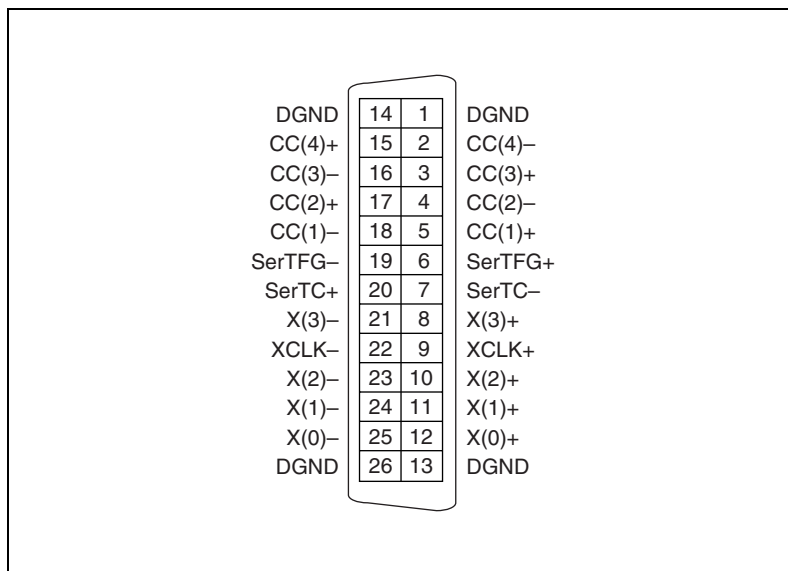 DGND 14 1 DGND
CC(4)+ 15 2 CC(4)–
CC(3)– 16 3 CC(3)+
CC(2)+ 17 4 CC(2)–
CC(1)– 18 5 CC(1)+
SerTFG– 19 6 SerTFG+
SerTC+ 20 7 SerTC–
X(3)– 21 8 X(3)+
XCLK– 22 9 XCLK+
X(2)– 23 10 X(2)+
X(1)– 24 11 X(1)+
X(0)– 25 12 X(0)+
DGND 26 13 DGND